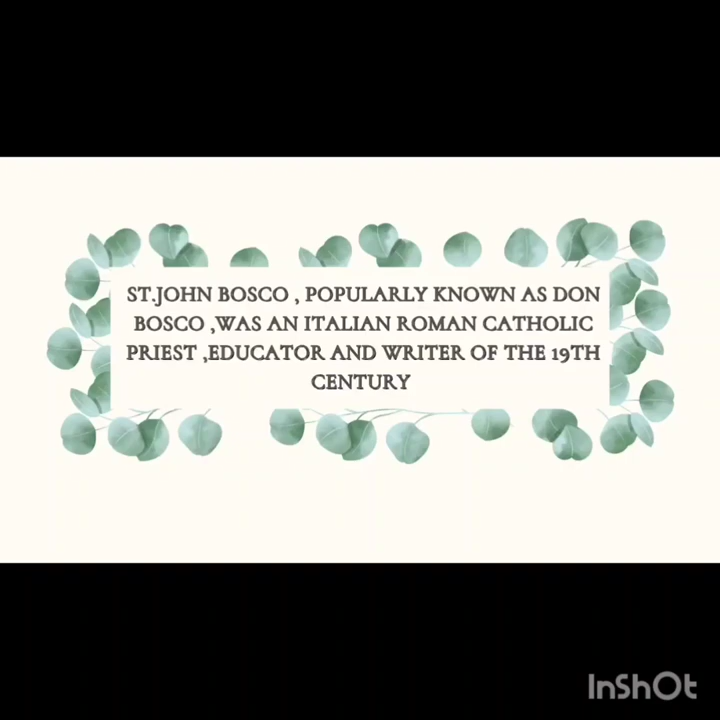 ST.JOHN BOSCO , POPULARLY KNOWN AS DON
BOSCO ,WAS AN ITALIAN ROMAN CATHOLIC
PRIEST ,EDUCATOR AND WRITER OF THE 19TH
CENTURY
InShOt